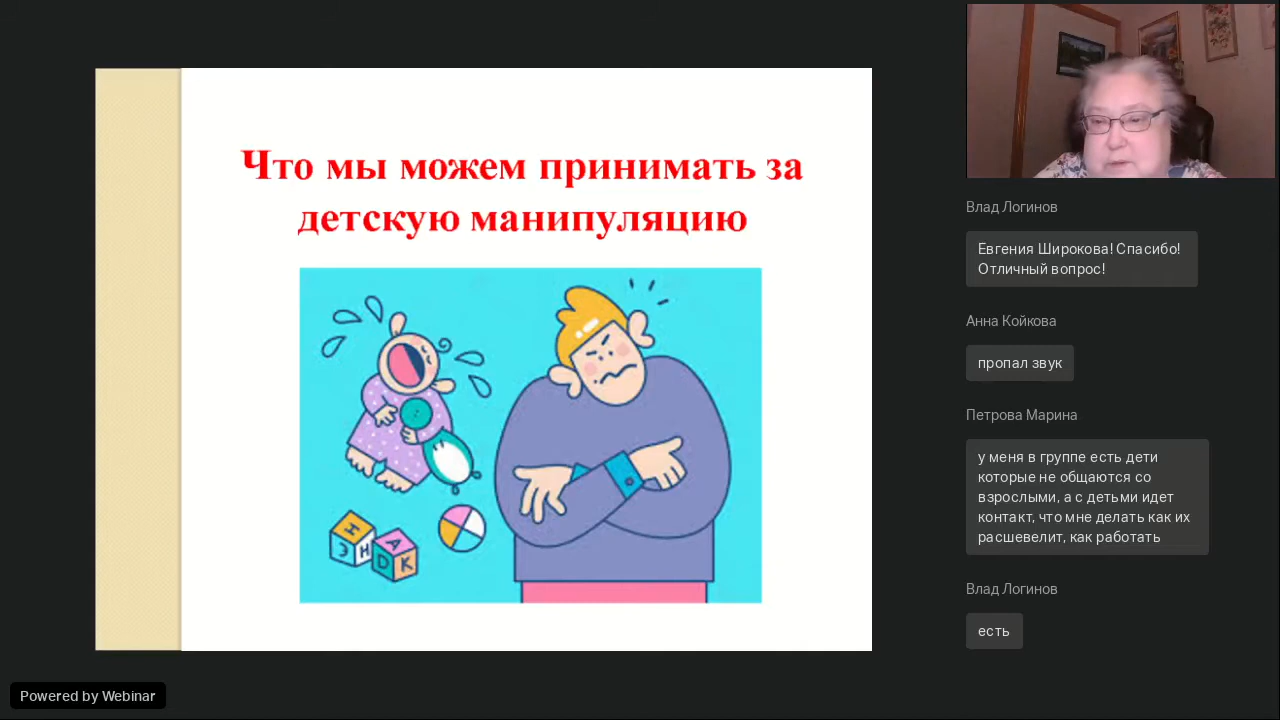 Что мы можем принимать за
детскую манипуляцию
И
З
Н
А
D
К
Влад Логинов
Евгения Широкова! Спасибо!
Отличный вопрос!
Анна Койкова
пропал звук
Петрова Марина
у меня в группе есть дети
которые не общаются со
взрослыми, а с детьми идет
контакт, что мне делать как их
расшевелит, как работать
Влад Логинов
есть
Powered by Webinar